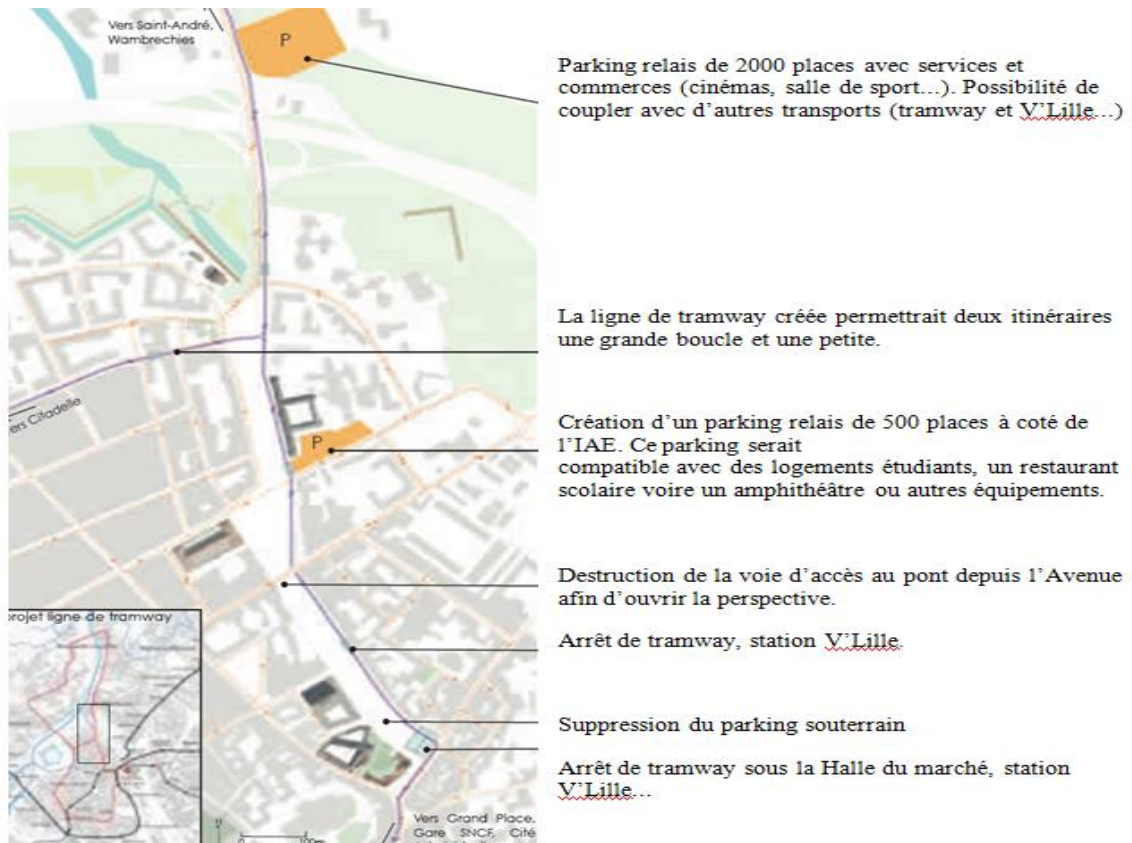 Vers Saint-André,
Wambrechies
P
Parking relais de 2000 places avec services et
commerces (cinémas, salle de sport…). Possibilité de
coupler avec d’autres transports (tramway et V’Lille…)
La ligne de tramway créée permettrait deux itinéraires
une grande boucle et une petite.
ers Citadelle
P
Création d’un parking relais de 500 places à coté de
l’IAE. Ce parking serait
compatible avec des logements étudiants, un restaurant
scolaire voire un amphithéâtre ou autres équipements.
Destruction de la voie d’accès au pont depuis l’Avenue
afin d’ouvrir la perspective.
projet ligne de tramway
Arrêt de tramway, station V’Lille.
Suppression du parking souterrain
Arrêt de tramway sous la Halle du marché, station
V’Lille…
Vers Grand Place,
Gare SNCF, Cité
0